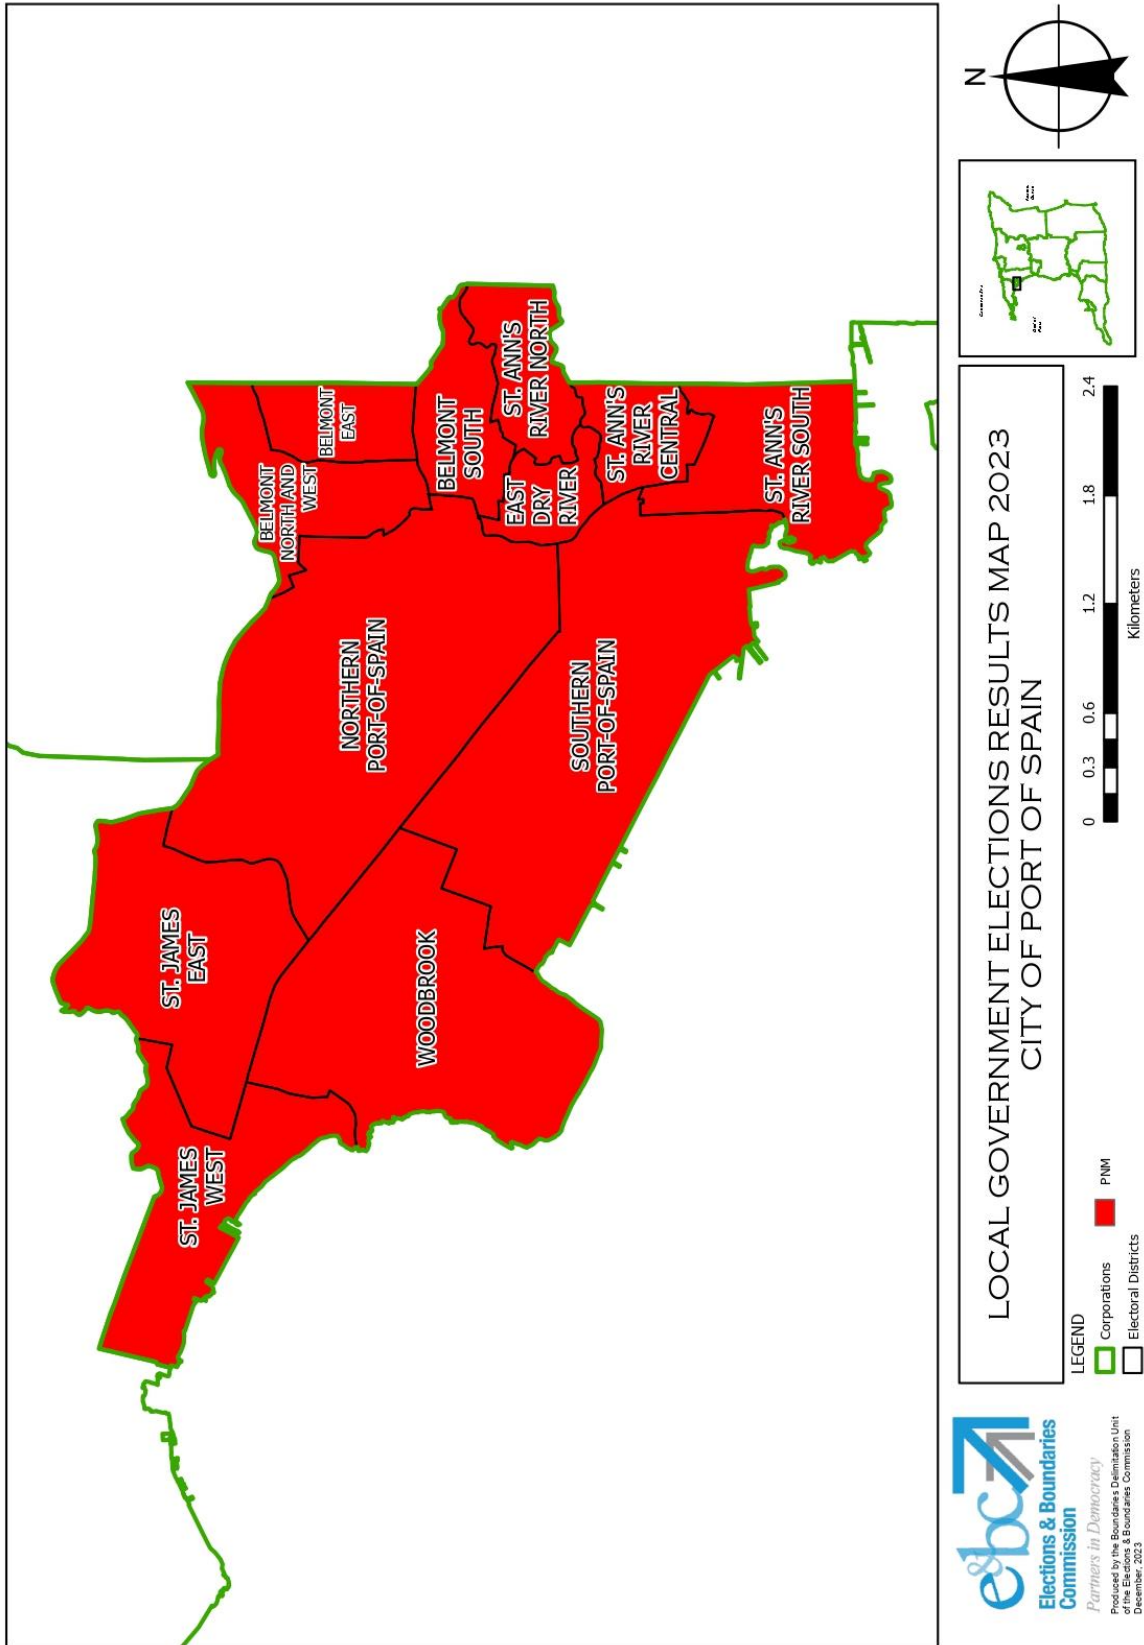 ST. JAMES
WEST
ST. JAMES
EAST
WOODBROOK
NORTHERN
PORT-OF-SPAIN
SOUTHERN
PORT-OF-SPAIN
BELMONT
NORTH AND
WEST
BELMONT
EAST
BELMONT
SOUTH
EAST
DRY
RIVER
ST. ANN'S
RIVER NORTH
ST. ANN'S
RIVER
CENTRAL
ST. ANN'S
RIVER SOUTH
e&bc
Elections & Boundaries
Commission
Partners in Democracy
Produced by the Boundaries Delimitation Unit
of the Elections & Boundaries Commission
December, 2023
LOCAL GOVERNMENT ELECTIONS RESULTS MAP 2023
CITY OF PORT OF SPAIN
LEGEND
Corporations
Electoral Districts
PNM
0 0.3 0.6 1.2 1.8 2.4
Kilometers
N